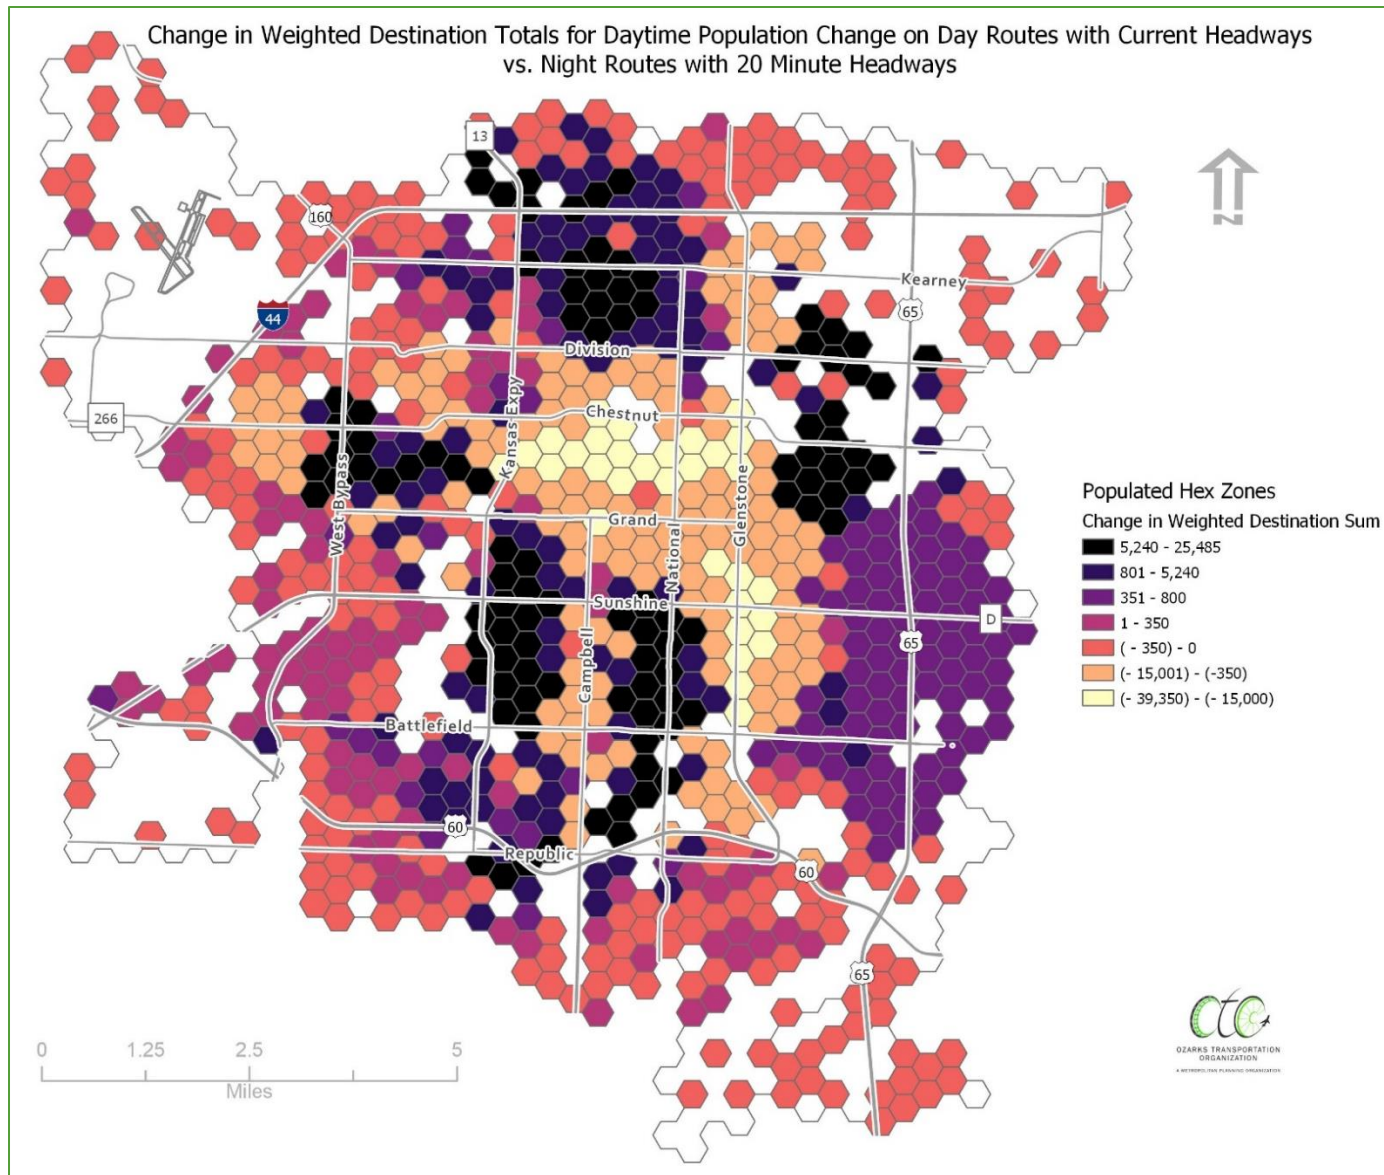 Change in Weighted Destination Totals for Daytime Population Change on Day Routes with Current Headways
vs. Night Routes with 20 Minute Headways
13
160
Kearney
65
44
Division
Kansas Expy
266
Chestnut
West Bypass
Glenstone
Grand
National
Sunshine
D
65
Campbell
Battlefield
60
Republic
60
65
N
Populated Hex Zones
Change in Weighted Destination Sum
5,240 - 25,485
801 - 5,240
351 - 800
1 - 350
( - 350) - 0
(- 15,001) - (-350)
(- 39,350) - (- 15,000)
0 1.25 2.5 5
Miles
cto
OZARKS TRANSPORTATION
ORGANIZATION
A METROPOLITAN PLANNING ORGANIZATION